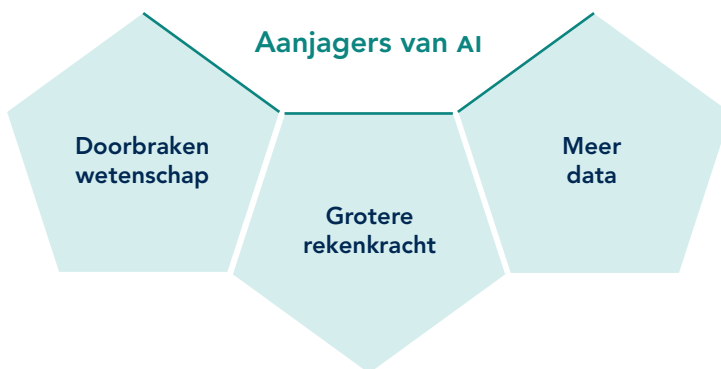 Aanjagers van AI
Doorbraken
wetenschap
Grotere
rekenkracht
Meer
data